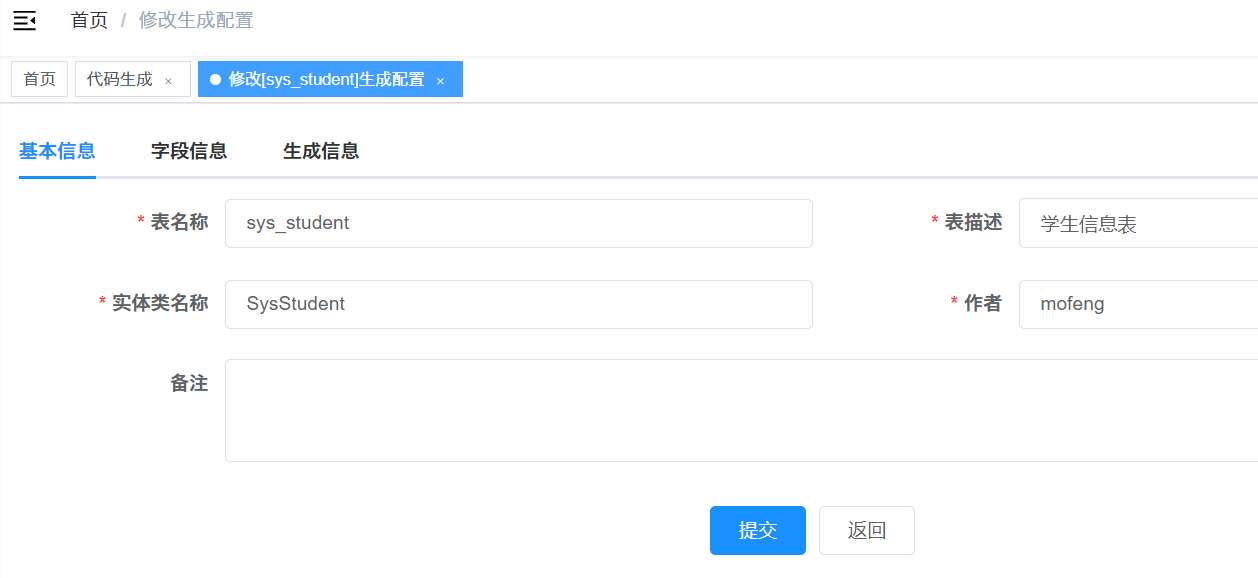 首页 / 修改生成配置
首页 代码生成 × 修改[sys_student]生成配置 ×
基本信息 字段信息 生成信息
* 表名称 sys_student * 表描述 学生信息表
* 实体类名称 SysStudent * 作者 mofeng
备注
提交 返回